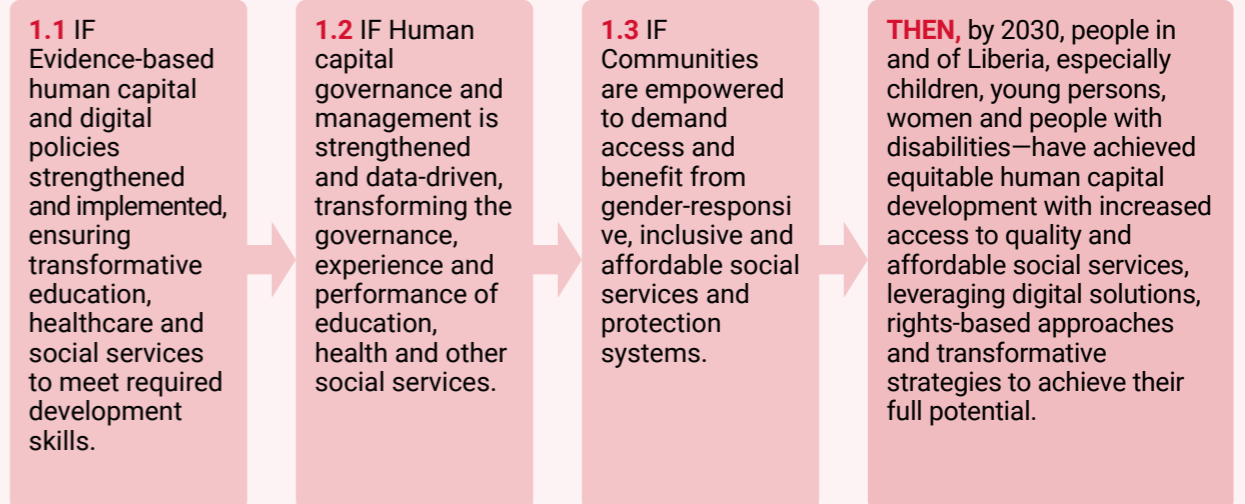 1.1 IF
Evidence-based
human capital
and digital
policies
strengthened
and implemented,
ensuring
transformative
education,
healthcare and
social services
to meet required
development
skills.
1.2 IF Human
capital
governance and
management is
strengthened
and data-driven,
transforming the
governance,
experience and
performance of
education,
health and other
social services.
1.3 IF
Communities
are empowered
to demand
access and
benefit from
gender-responsi
ve, inclusive and
affordable social
services and
protection
systems.
THEN, by 2030, people in
and of Liberia, especially
children, young persons,
women and people with
disabilities—have achieved
equitable human capital
development with increased
access to quality and
affordable social services,
leveraging digital solutions,
rights-based approaches
and transformative
strategies to achieve their
full potential.